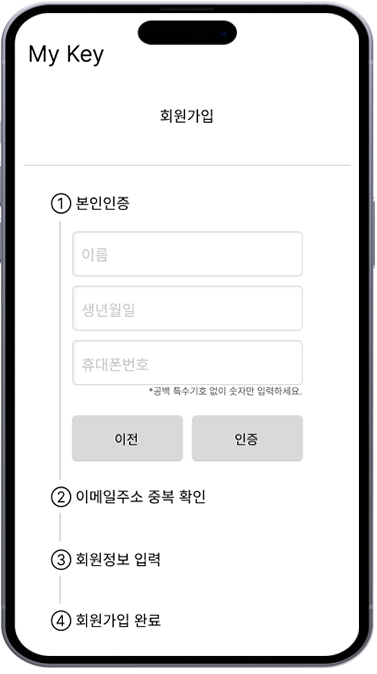 My Key
회원가입
① 본인인증
이름
생년월일
휴대폰번호
*공백 특수기호 없이 숫자만 입력하세요.
이전 인증
② 이메일주소 중복 확인
③ 회원정보 입력
④ 회원가입 완료